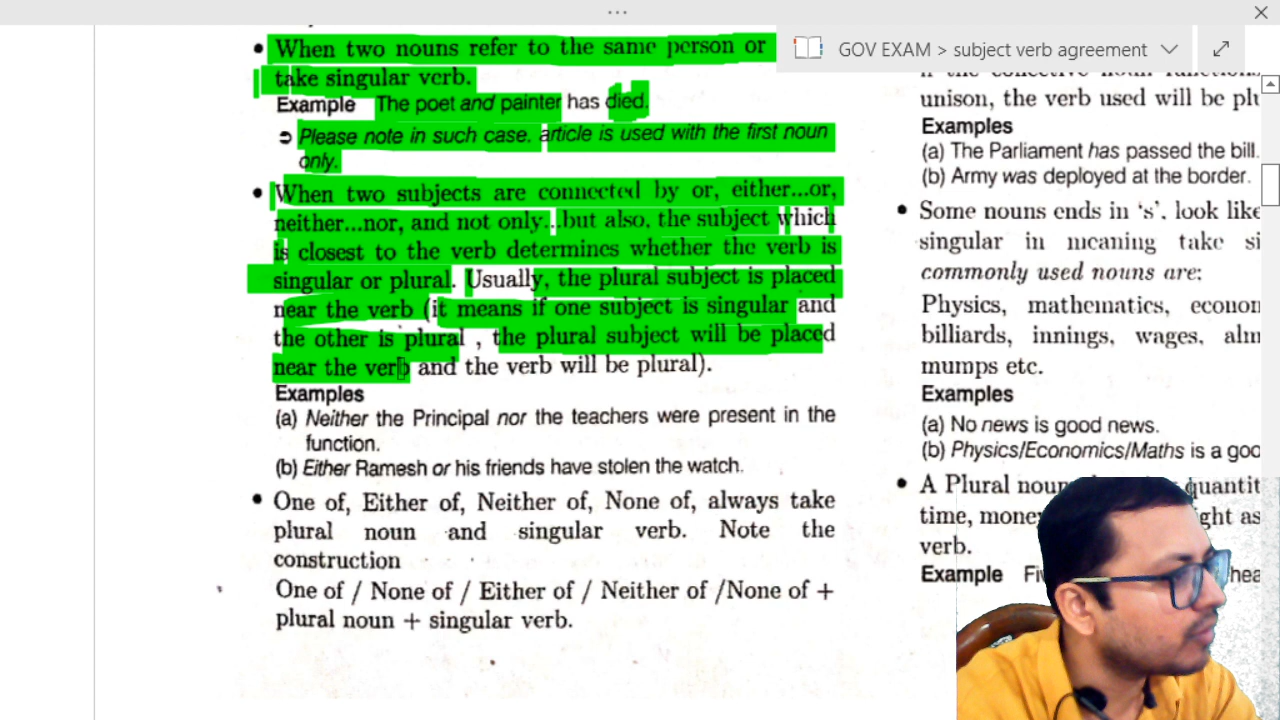 GOV EXAM > subject verb agreement
• When two nouns refer to the same person or
take singular verb.
Example The poet and painter has died.
Please note in such case, article is used with the first noun
only.
• When two subjects are connected by or, either...or,
neither...nor, and not only...but also, the subject which
is closest to the verb determines whether the verb is
singular or plural. Usually, the plural subject is placed
near the verb (it means if one subject is singular and
the other is plural , the plural subject will be placed
near the verb and the verb will be plural).
Examples
(a) Neither the Principal nor the teachers were present in the
function.
(b) Either Ramesh or his friends have stolen the watch.
• One of, Either of, Neither of, None of, always take
plural noun and singular verb. Note the
construction
One of / None of / Either of / Neither of /None of +
plural noun + singular verb.
unison, the verb used will be
Examples
(a) The Parliament has passed the bill.
(b) Army was deployed at the border.
• Some nouns ends in 's', look like
singular in meaning take
commonly used nouns are:
Physics, mathematics,
billiards, innings, wages,
mumps etc.
Examples
(a) No news is good news.
(b) Physics/Economics/Maths is a
• A Plural noun
time, as
verb.
Example